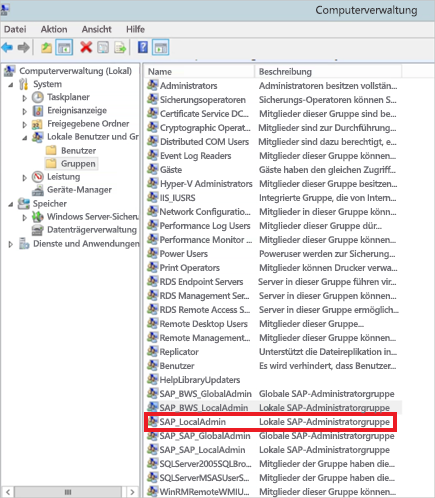 Computerverwaltung
Datei Aktion Ansicht Hilfe
Computerverwaltung (Lokal)
System
Taskplaner
Ereignisanzeige
Freigegebene Ordner
Lokale Benutzer und Gr
Benutzer
Gruppen
Leistung
Geräte-Manager
Speicher
Windows Server-Sicher
Datenträgerverwaltung
Dienste und Anwendungen
Name Beschreibung
Administrators Administratoren besitzen vollstän...
Sicherungsoperatoren Sicherungs-Operatoren können S...
Certificate Service DC... Mitglieder dieser Gruppe sind be...
Cryptographic Operat... Mitglieder sind zur Durchführung...
Distributed COM Users Mitglieder sind dazu berechtigt, e...
Event Log Readers Mitglieder dieser Gruppe können...
Gäste Gäste haben den gleichen Zugriff...
Hyper-V Administrators Mitglieder dieser Gruppe besitzen...
IIS_IUSRS Integrierte Gruppe, die von Intern...
Network Configuratio... Mitglieder in dieser Gruppe könn...
Performance Log Users Mitglieder dieser Gruppe dür...
Performance Monitor ... Mitglieder dieser Gruppe können...
Power Users Poweruser werden zur Sicherung...
Print Operators Mitglieder können Drucker verwa...
RDS Endpoint Servers Server in dieser Gruppe führen vir...
RDS Management Ser... Server in dieser Gruppen können...
RDS Remote Access S... Server in dieser Gruppe ermöglich...
Remote Desktop Users Mitglieder dieser Gruppe...
Remote Management... Mitglieder dieser Gruppe können...
Replicator Unterstützt die Dateireplikation in...
Benutzer Es wird verhindert, dass Benutzer...
HelpLibraryUpdaters
SAP_BWS_GlobalAdmin Globale SAP-Administratorgruppe
SAP_BWS_LocalAdmin Lokale SAP-Administratorgruppe
SAP_LocalAdmin Lokale SAP-Administratorgruppe
SAP_SAP_GlobalAdmin Globale SAP-Administratorgruppe
SAP_SAP_LocalAdmin Lokale SAP-Administratorgruppe
SQLServer2005SQLBro... Mitglieder der Gruppe haben die...
SQLServerMSASUserS... Mitglieder der Gruppe haben die...
WinRMRemoteWMIU... Mitglieder dieser Gruppe können...